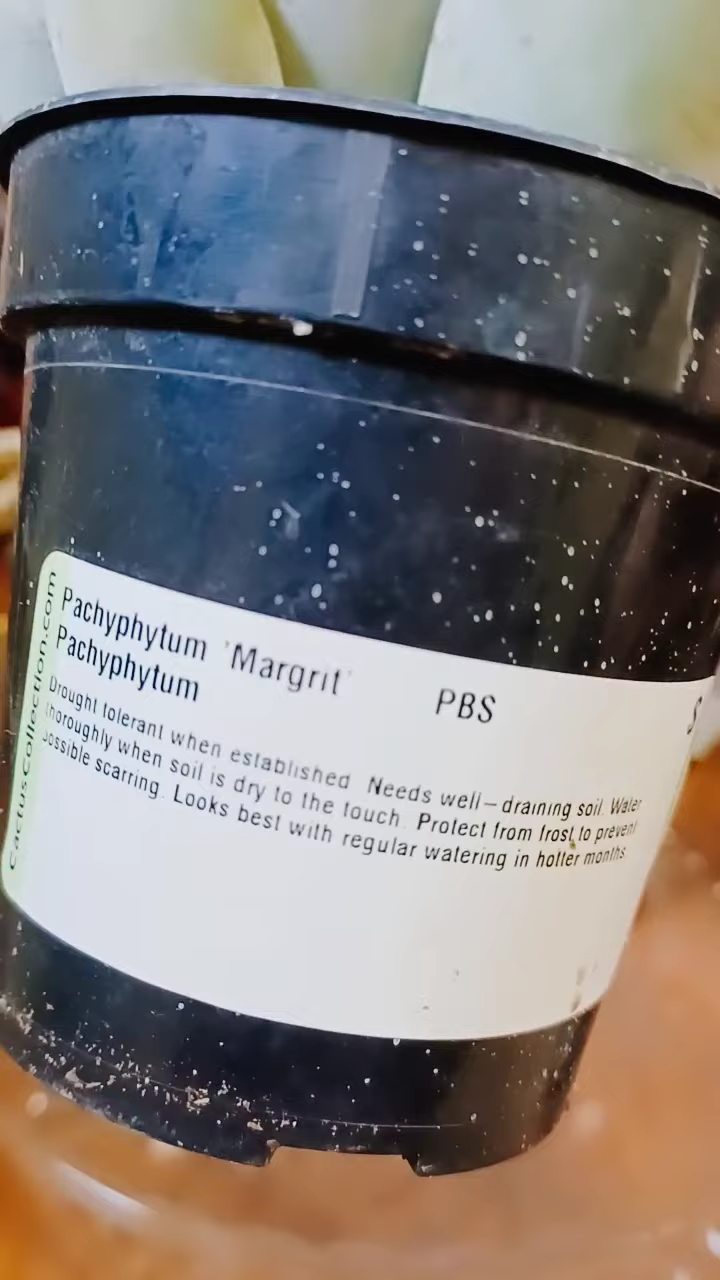 Pachyphytum 'Margrit' PBS S
Pachyphytum
Drought tolerant when established. Needs well-draining soil. Water
thoroughly when soil is dry to the touch. Protect from frost to prevent
possible scarring. Looks best with regular watering in hotter months.
CactusCollection.com